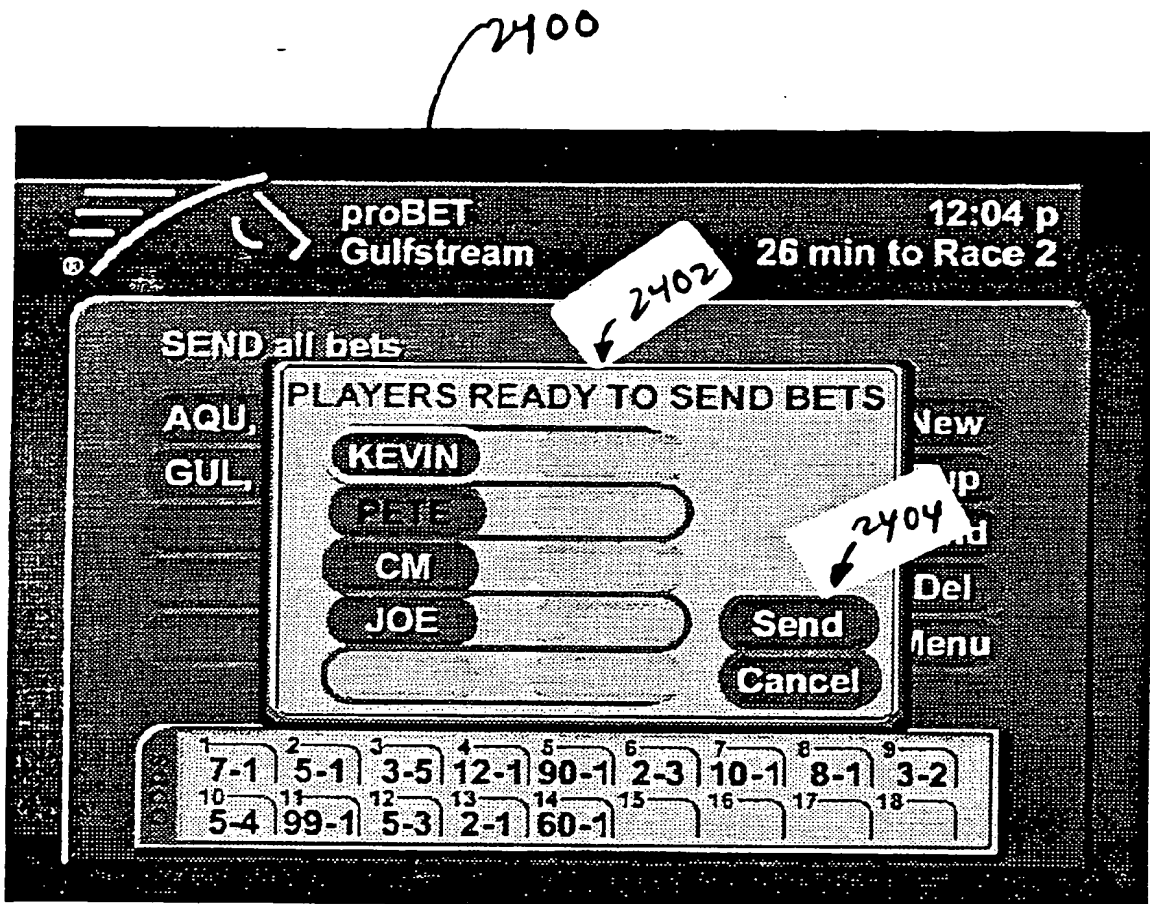 2400
proBET 12:04 p
Gulfstream 26 min to Race 2
®
2402
SEND all bets
PLAYERS READY TO SEND BETS
AQU, New
KEVIN
GUL,
PETE
2404
CM
Del
JOE Send
Menu
Cancel
ODDS
1 2 3 4 5 6 7 8 9
7-1 5-1 3-5 12-1 90-1 2-3 10-1 8-1 3-2
10 11 12 13 14 15 16 17 18
5-4 99-1 5-3 2-1 60-1